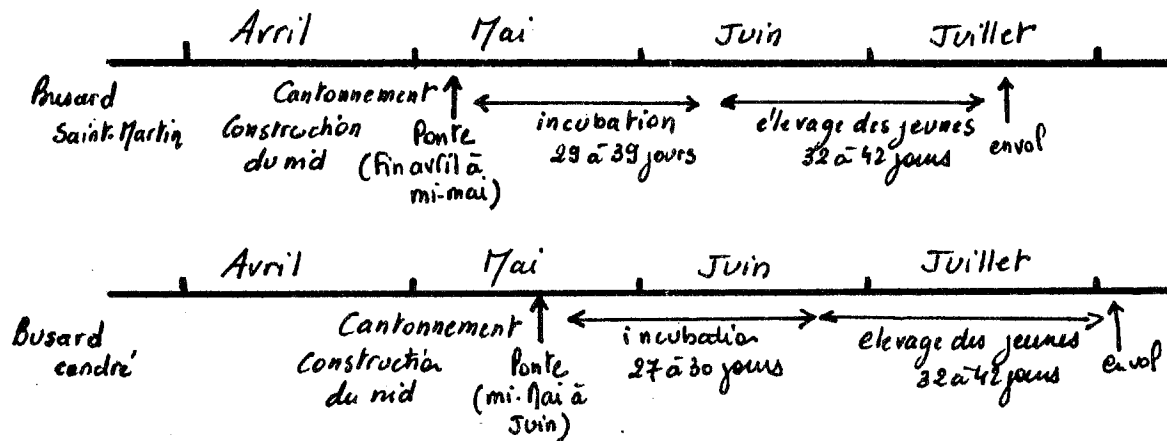 Avril Mai Juin Juillet
Busard
Saint-Martin
Cantonnement
Construction
du nid
Ponte
(fin avril à
mi-mai)
incubation
29 à 39 jours
élevage des jeunes
32 à 42 jours
envol
Avril Mai Juin Juillet
Busard
cendré
Cantonnement
Construction
du nid
Ponte
(mi-Mai à
Juin)
incubation
27 à 30 jours
elevage des jeunes
32 à 42 jours
envol